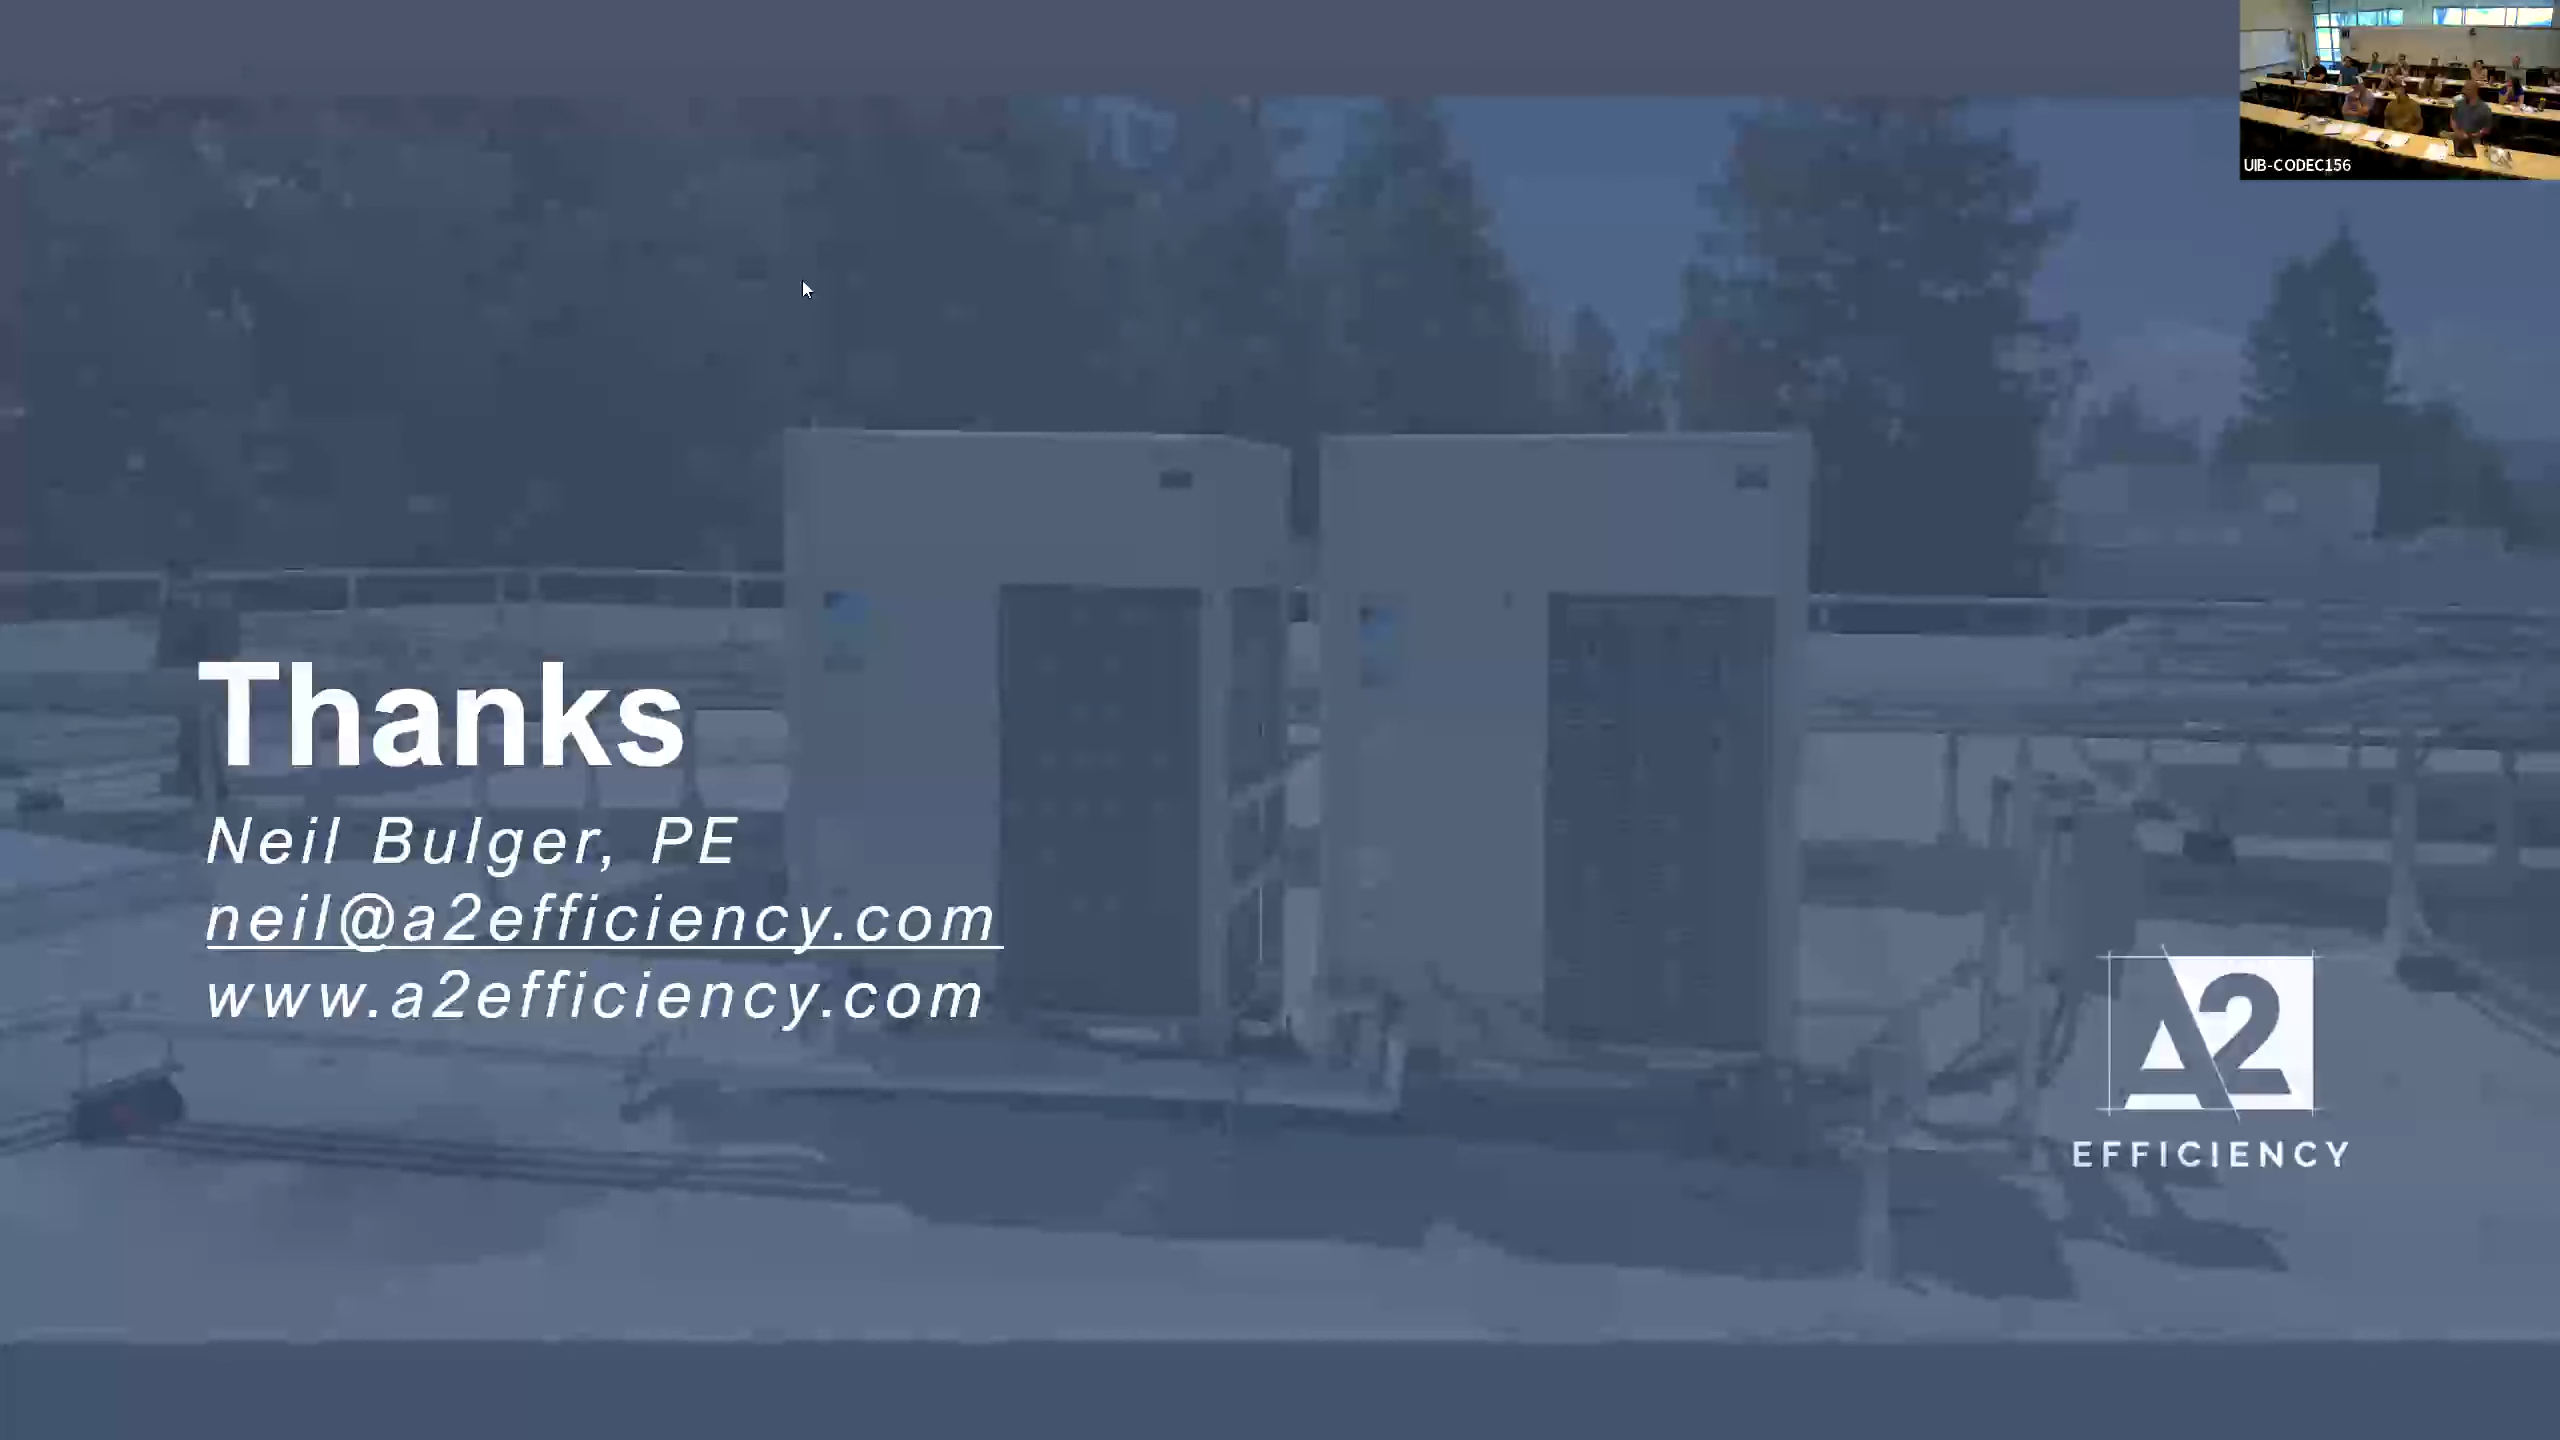 UIB-CODEC156
Thanks
Neil Bulger, PE
neil@a2efficiency.com
www.a2efficiency.com
A2
EFFICIENCY